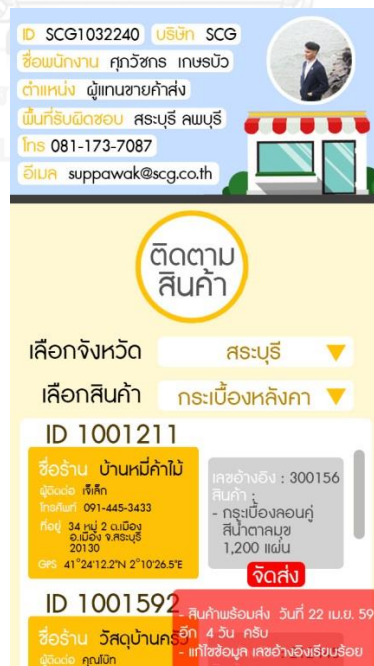 ID SCG1032240 บริษัท SCG
ชื่อพนักงาน ศุภวัชกร เกษรบัว
ตำแหน่ง ผู้แทนขายค้าส่ง
พื้นที่รับผิดชอบ สระบุรี ลพบุรี
โทร 081-173-7087
อีเมล suppawak@scg.co.th
ติดตาม
สินค้า
เลือกจังหวัด สระบุรี
เลือกสินค้า กระเบื้องหลังคา
ID 1001211
ชื่อร้าน บ้านหมี่ค้าไม้
ผู้ติดต่อ เจ๊เล็ก
โทรศัพท์ 091-445-3433
ที่อยู่ 34 หมู่ 2 ต.เมือง
อ.เมือง จ.สระบุรี
20130
GPS 41°24'12.2"N 2°10'26.5"E
เลขอ้างอิง : 300156
สินค้า :
- กระเบื้องลอนคู่
สีน้ำตาลมุข
1,200 แผ่น
จัดส่ง
ID 1001592
ชื่อร้าน วัสดุบ้านครัว
ผู้ติดต่อ คุณโป๊ก
- สินค้าพร้อมส่ง วันที่ 22 เม.ย. 59
อีก 4 วัน ครับ
- แก้ไขข้อมูล เลขอ้างอิงเรียบร้อย